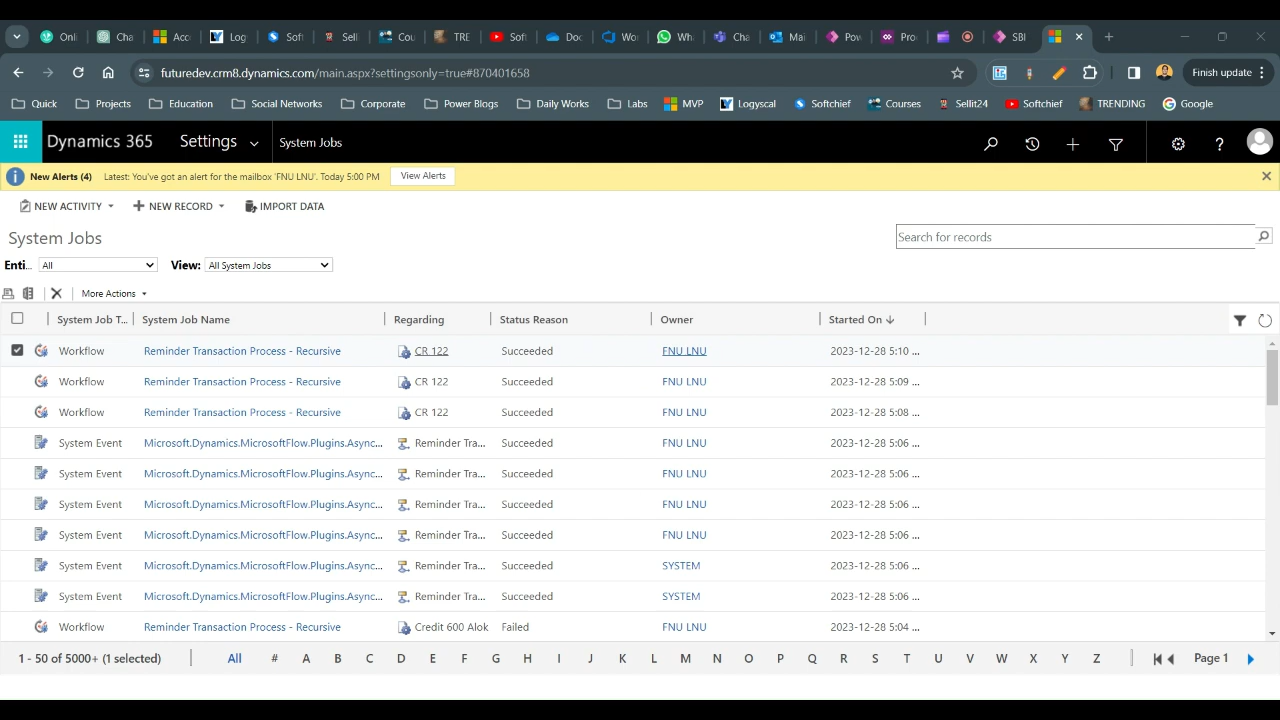 Onli Cha Acc Log Soft Selli Cou TRE Soft Doc Wo Wha Cha Mai Pow Pro SBI
futuredev.crm8.dynamics.com/main.aspx?settingsonly=true#870401658 Finish update
Quick Projects Education Social Networks Corporate Power Blogs Daily Works Labs MVP Logyscal Softchief Courses Sellit24 Softchief TRENDING Google
Dynamics 365 Settings System Jobs
New Alerts (4) Latest: You've got an alert for the mailbox 'FNU LNU'. Today 5:00 PM View Alerts
NEW ACTIVITY NEW RECORD IMPORT DATA
System Jobs Search for records
Enti... All View: All System Jobs
More Actions
System Job T... System Job Name Regarding Status Reason Owner Started On
Workflow Reminder Transaction Process - Recursive CR 122 Succeeded FNU LNU 2023-12-28 5:10 ...
Workflow Reminder Transaction Process - Recursive CR 122 Succeeded FNU LNU 2023-12-28 5:09 ...
Workflow Reminder Transaction Process - Recursive CR 122 Succeeded FNU LNU 2023-12-28 5:08 ...
System Event Microsoft.Dynamics.MicrosoftFlow.Plugins.Async... Reminder Tra... Succeeded FNU LNU 2023-12-28 5:06 ...
System Event Microsoft.Dynamics.MicrosoftFlow.Plugins.Async... Reminder Tra... Succeeded FNU LNU 2023-12-28 5:06 ...
System Event Microsoft.Dynamics.MicrosoftFlow.Plugins.Async... Reminder Tra... Succeeded FNU LNU 2023-12-28 5:06 ...
System Event Microsoft.Dynamics.MicrosoftFlow.Plugins.Async... Reminder Tra... Succeeded FNU LNU 2023-12-28 5:06 ...
System Event Microsoft.Dynamics.MicrosoftFlow.Plugins.Async... Reminder Tra... Succeeded SYSTEM 2023-12-28 5:06 ...
System Event Microsoft.Dynamics.MicrosoftFlow.Plugins.Async... Reminder Tra... Succeeded SYSTEM 2023-12-28 5:06 ...
Workflow Reminder Transaction Process - Recursive Credit 600 Alok Failed FNU LNU 2023-12-28 5:04 ...
1 - 50 of 5000+ (1 selected) All # A B C D E F G H I J K L M N O P Q R S T U V W X Y Z Page 1